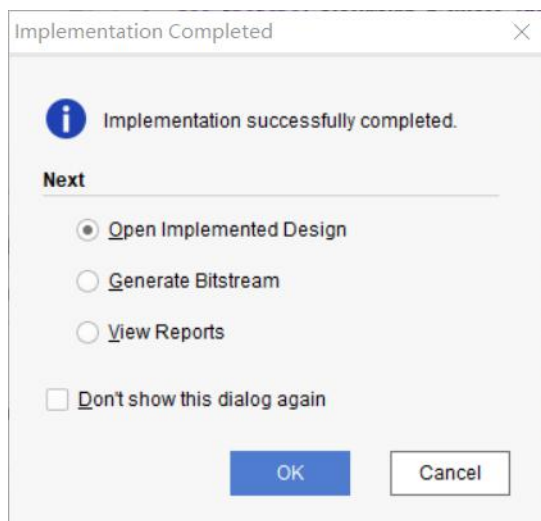 Implementation Completed
Implementation successfully completed.
Next
Open Implemented Design
Generate Bitstream
View Reports
Don't show this dialog again
OK
Cancel